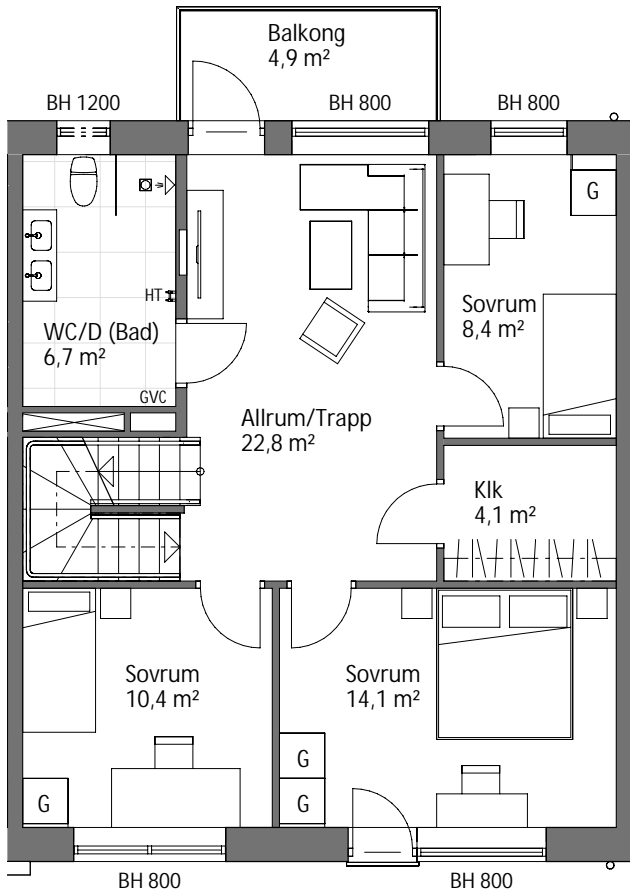 Balkong
4,9 m²
BH 1200
BH 800
BH 800
G
HT
Sovrum
8,4 m²
WC/D (Bad)
6,7 m²
GVC
Allrum/Trapp
22,8 m²
Klk
4,1 m²
Sovrum
10,4 m²
Sovrum
14,1 m²
G
G
G
BH 800
BH 800